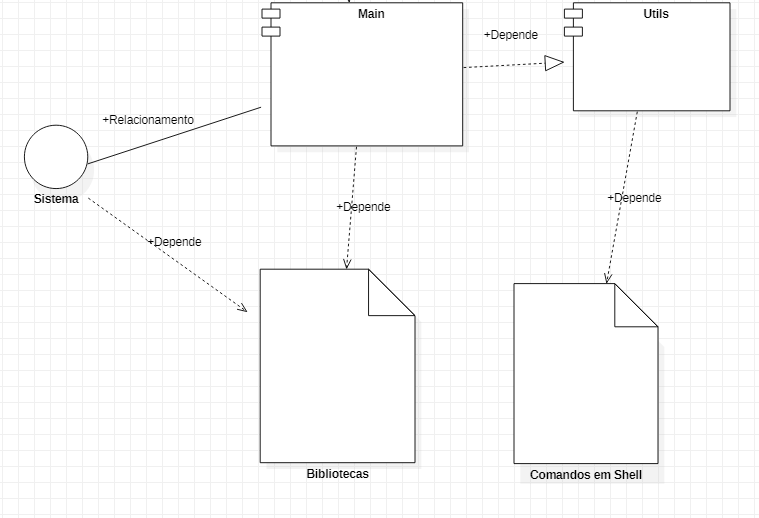 Main
Utils
+Depende
+Relacionamento
Sistema
+Depende
+Depende
+Depende
Bibliotecas
Comandos em Shell